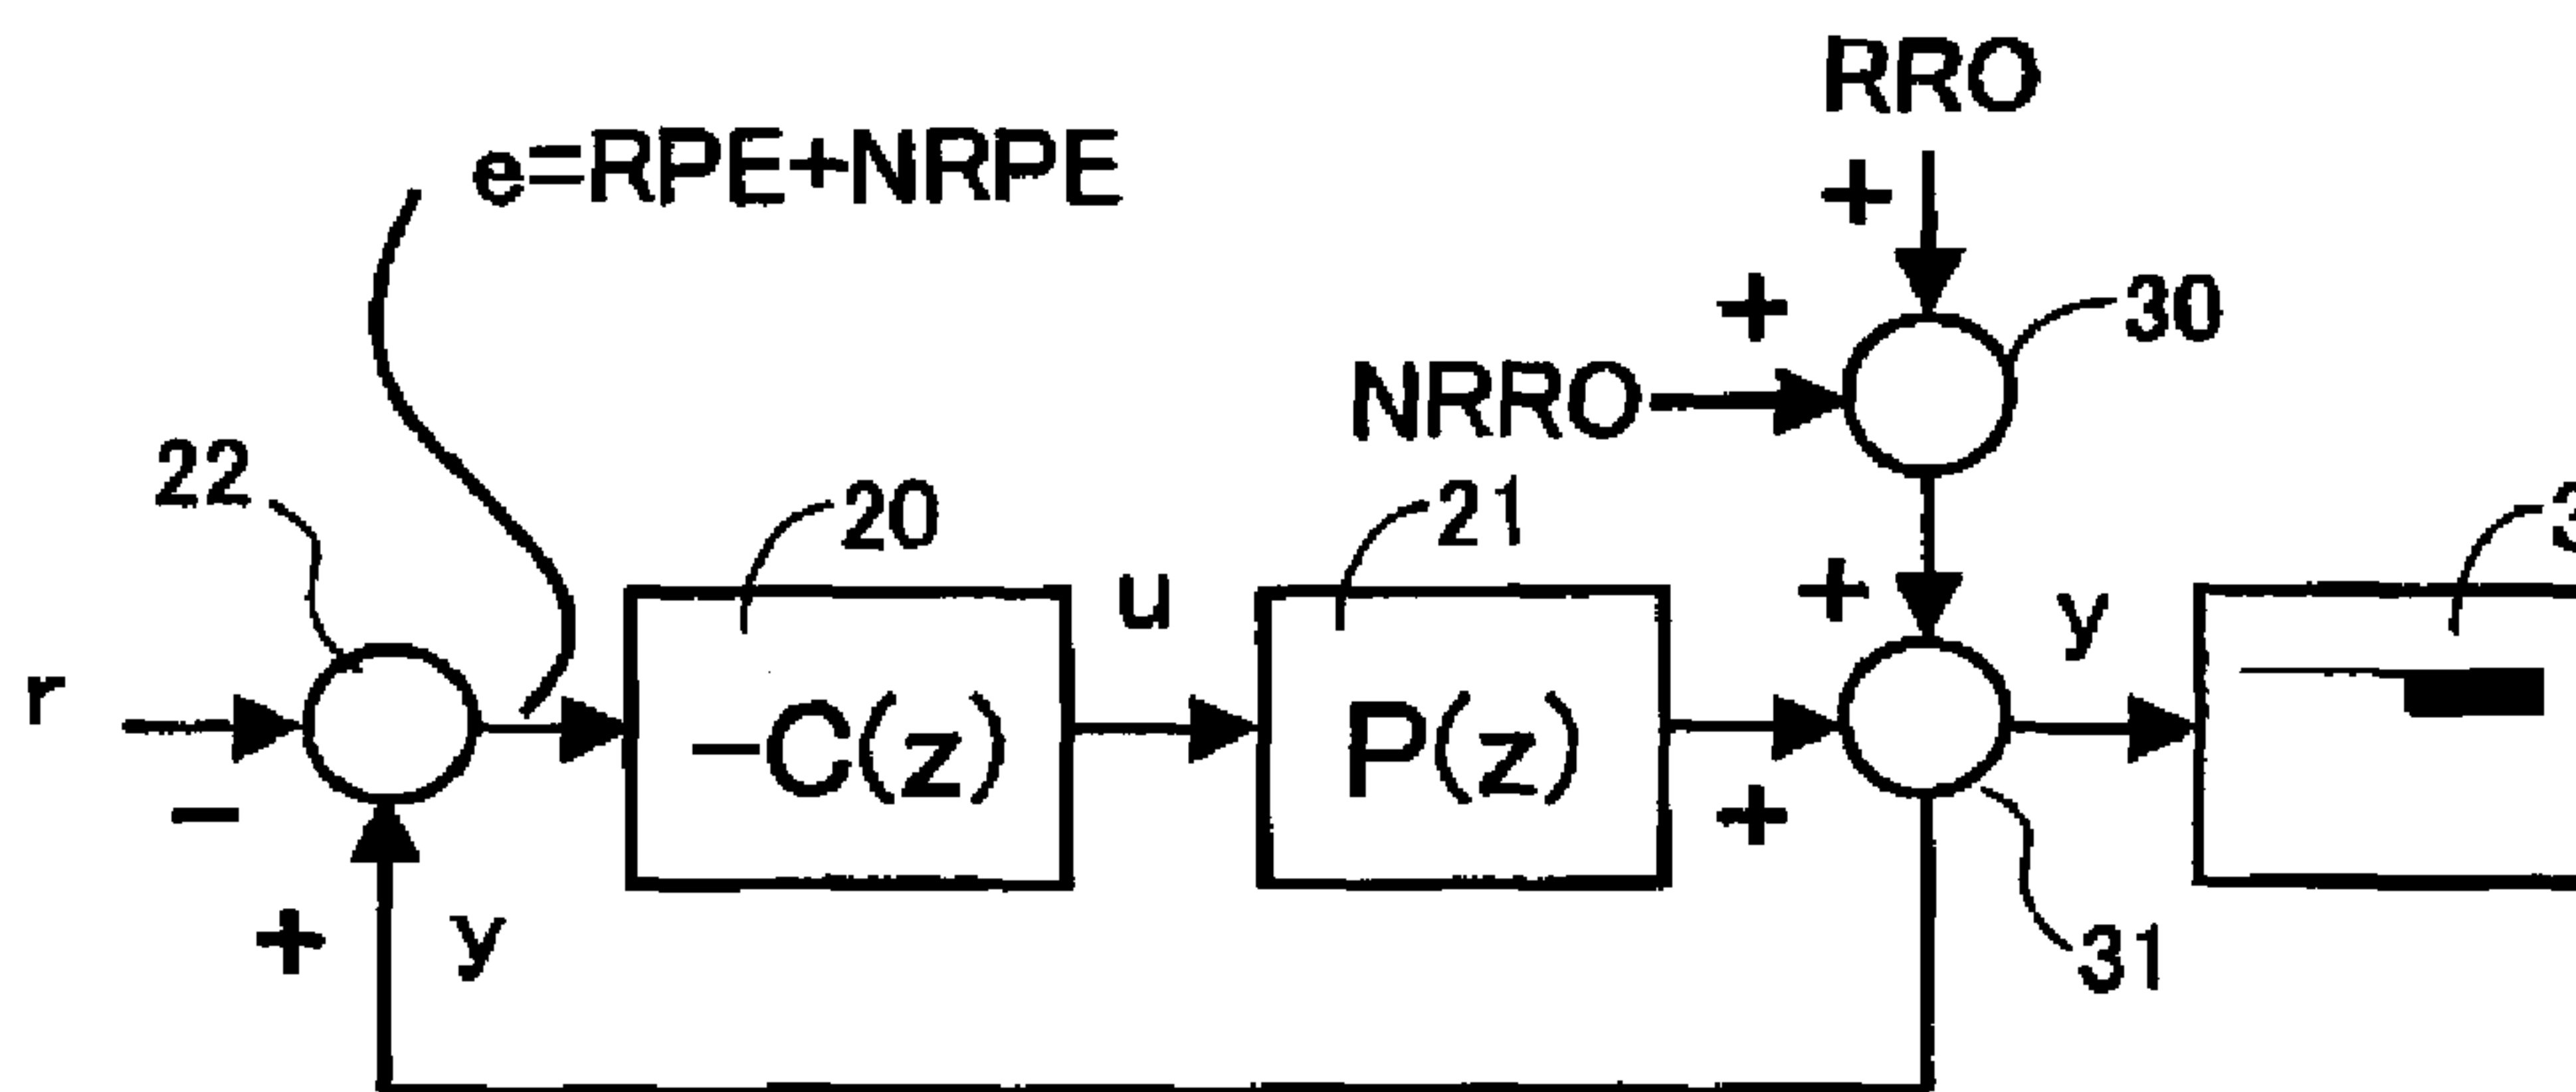 RRO
+
e=RPE+NRPE
+
30
NRRO
22
20
21
u
+
y
r
−C(z)
P(z)
−
+
+
y
31